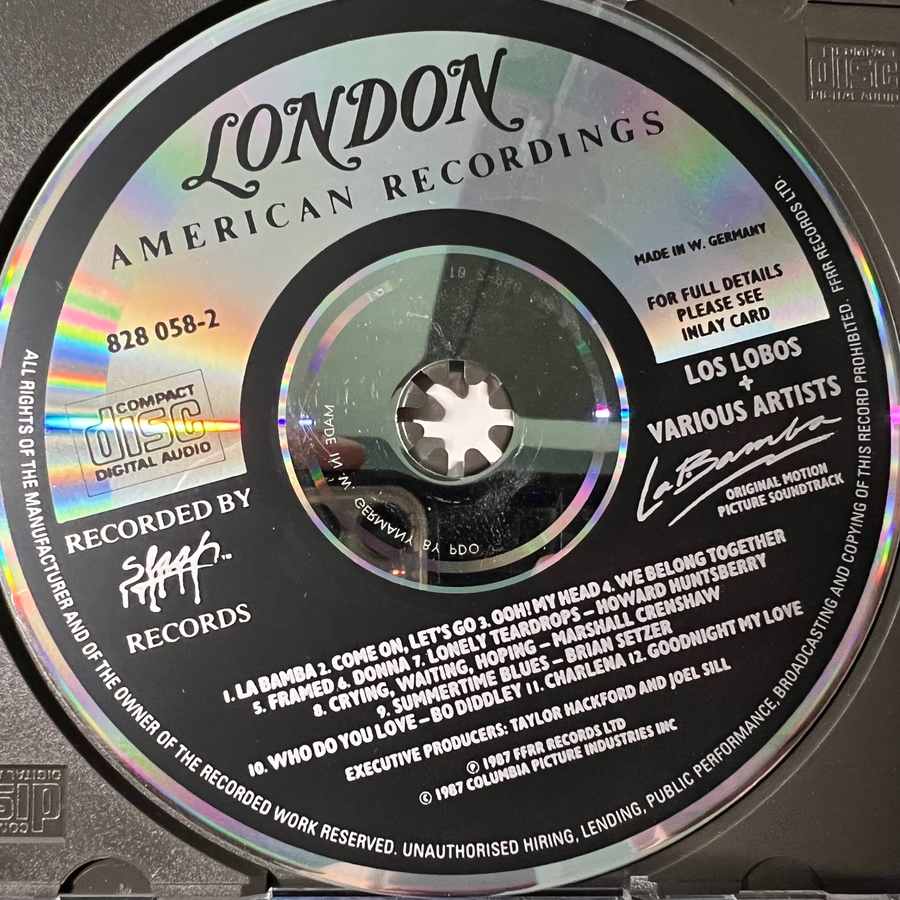 LONDON
AMERICAN RECORDINGS
828 058-2
COMPACT
disc
DIGITAL AUDIO
MADE IN W. GERMANY
FOR FULL DETAILS
PLEASE SEE
INLAY CARD
LOS LOBOS
+
VARIOUS ARTISTS
La Bamba
ORIGINAL MOTION
PICTURE SOUNDTRACK
RECORDED BY
Slash TM
RECORDS
MADE IN W. GERMANY BY PDO
1. LA BAMBA 2. COME ON, LET'S GO 3. OOH! MY HEAD 4. WE BELONG TOGETHER
5. FRAMED 6. DONNA 7. LONELY TEARDROPS – HOWARD HUNTSBERRY
8. CRYING, WAITING, HOPING – MARSHALL CRENSHAW
9. SUMMERTIME BLUES – BRIAN SETZER
10. WHO DO YOU LOVE – BO DIDDLEY 11. CHARLENA 12. GOODNIGHT MY LOVE
EXECUTIVE PRODUCERS: TAYLOR HACKFORD AND JOEL SILL
℗ 1987 FFRR RECORDS LTD
© 1987 COLUMBIA PICTURE INDUSTRIES INC
ALL RIGHTS OF THE MANUFACTURER AND OF THE OWNER OF THE RECORDED WORK RESERVED. UNAUTHORISED HIRING, LENDING, PUBLIC PERFORMANCE, BROADCASTING AND COPYING OF THIS RECORD PROHIBITED. FFRR RECORDS LTD.
COMPACT
disc
DIGITAL AUDIO
disc